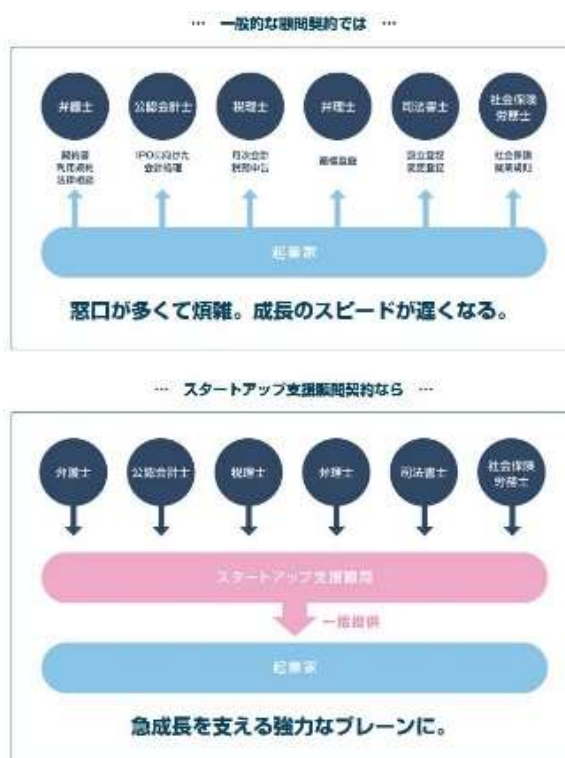 … 一般的な顧問契約では …
弁護士
公認会計士
税理士
弁理士
司法書士
社会保険
労務士
契約書
利用規約
法律相談
IPOに向けた
会計処理
月次会計
税務申告
商標登録
設立登記
変更登記
社会保険
就業規則
起業家
窓口が多くて煩雑。成長のスピードが遅くなる。
… スタートアップ支援顧問契約なら …
弁護士
公認会計士
税理士
弁理士
司法書士
社会保険
労務士
スタートアップ支援顧問
一括提供
起業家
急成長を支える強力なブレーンに。